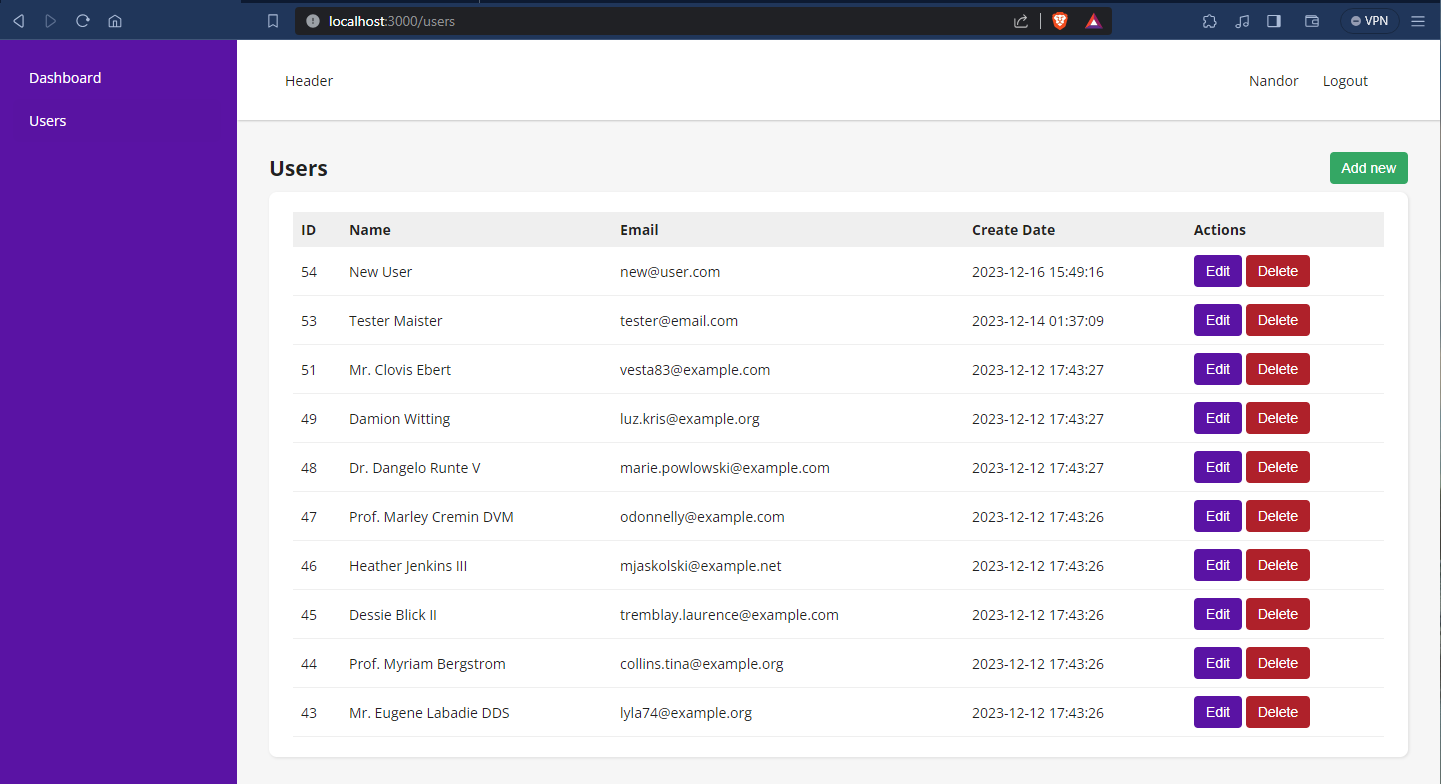 localhost:3000/users
VPN
Dashboard
Users
Header
Nandor Logout
Users
Add new
ID Name Email Create Date Actions
54 New User new@user.com 2023-12-16 15:49:16 Edit Delete
53 Tester Maister tester@email.com 2023-12-14 01:37:09 Edit Delete
51 Mr. Clovis Ebert vesta83@example.com 2023-12-12 17:43:27 Edit Delete
49 Damion Witting luz.kris@example.org 2023-12-12 17:43:27 Edit Delete
48 Dr. Dangelo Runte V marie.powlowski@example.com 2023-12-12 17:43:27 Edit Delete
47 Prof. Marley Cremin DVM odonnelly@example.com 2023-12-12 17:43:26 Edit Delete
46 Heather Jenkins III mjaskolski@example.net 2023-12-12 17:43:26 Edit Delete
45 Dessie Blick II tremblay.laurence@example.com 2023-12-12 17:43:26 Edit Delete
44 Prof. Myriam Bergstrom collins.tina@example.org 2023-12-12 17:43:26 Edit Delete
43 Mr. Eugene Labadie DDS lyla74@example.org 2023-12-12 17:43:26 Edit Delete